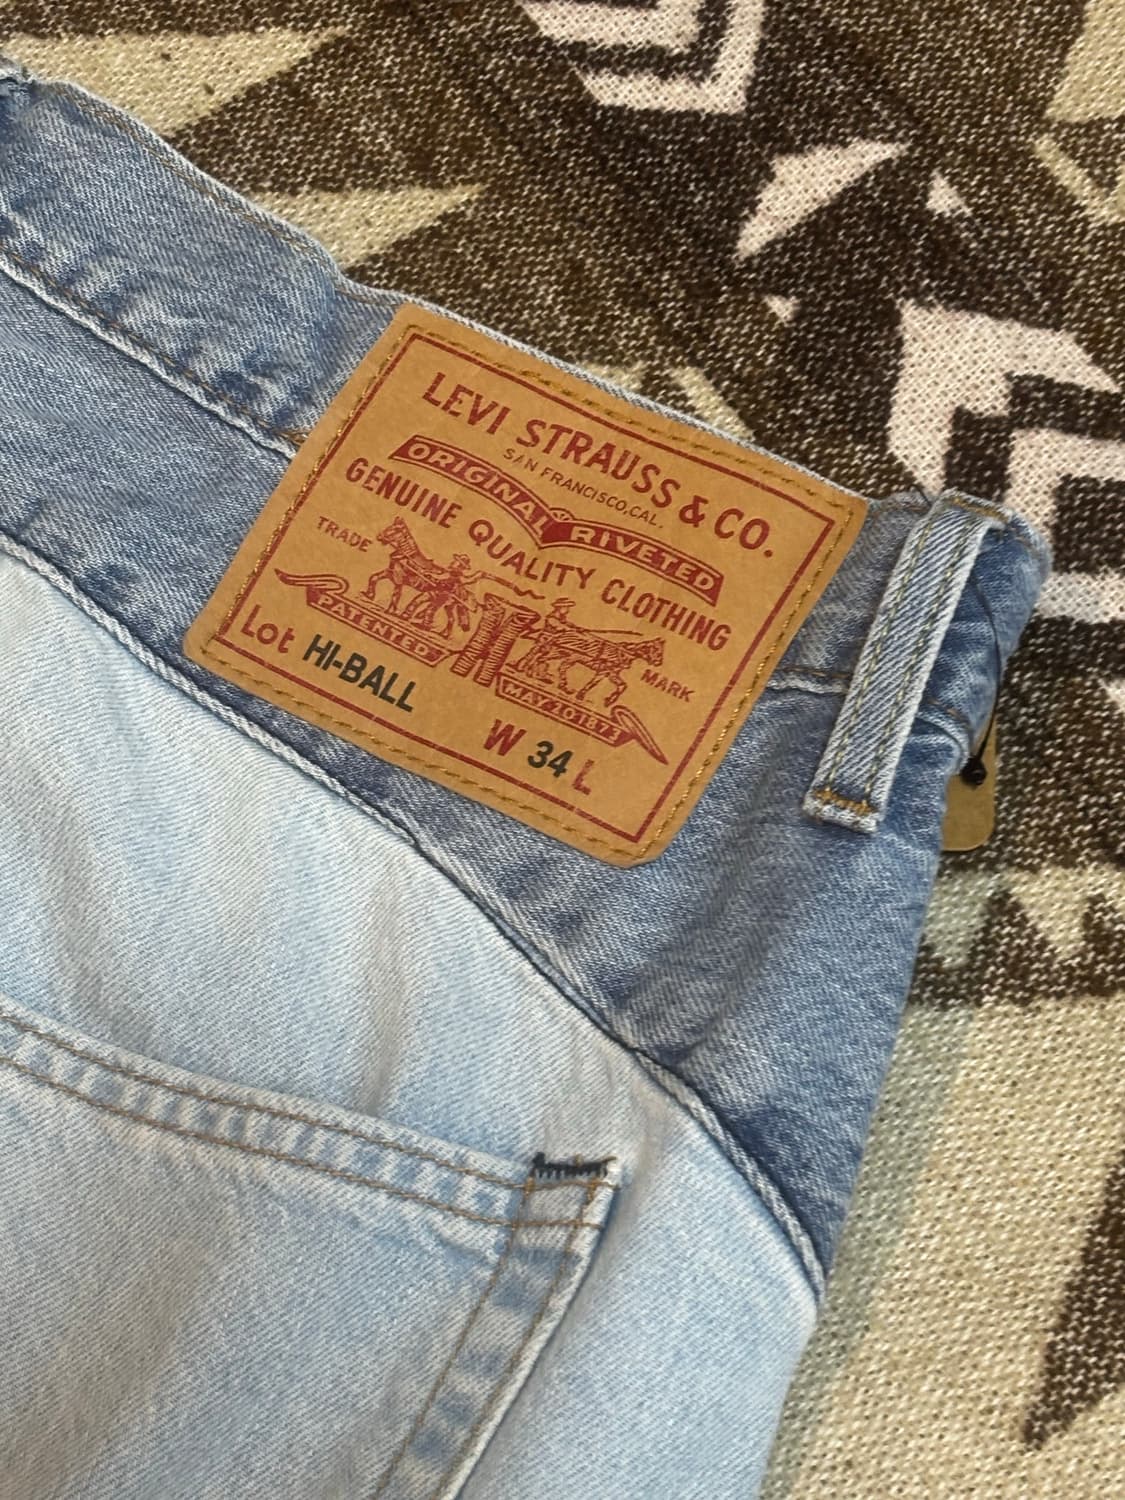 LEVI STRAUSS & CO.
SAN FRANCISCO, CAL.
ORIGINAL RIVETED
GENUINE QUALITY CLOTHING
TRADE MARK
PATENTED MAY 20 1873
Lot HI-BALL
W 34 L